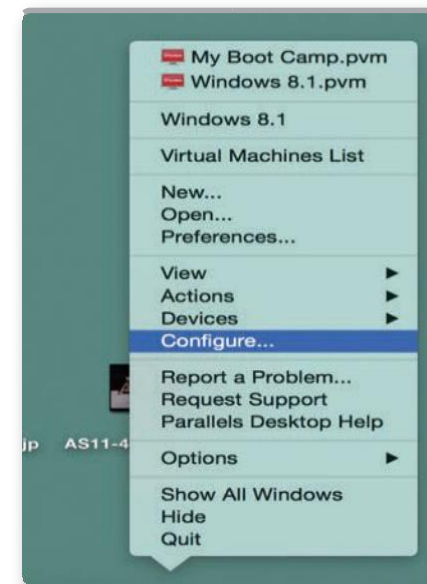 My Boot Camp.pvm
Windows 8.1.pvm
Windows 8.1
Virtual Machines List
New...
Open...
Preferences...
View
Actions
Devices
Configure...
Report a Problem...
Request Support
Parallels Desktop Help
jp AS11-4
Options
Show All Windows
Hide
Quit